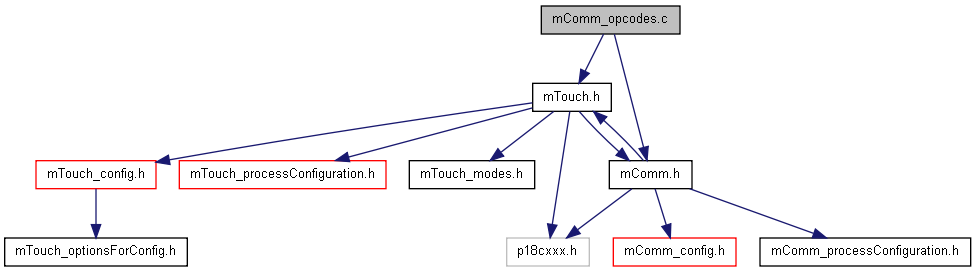 mComm_opcodes.c
mTouch.h
mTouch_config.h
mTouch_processConfiguration.h
mTouch_modes.h
mComm.h
mTouch_optionsForConfig.h
p18cxxx.h
mComm_config.h
mComm_processConfiguration.h